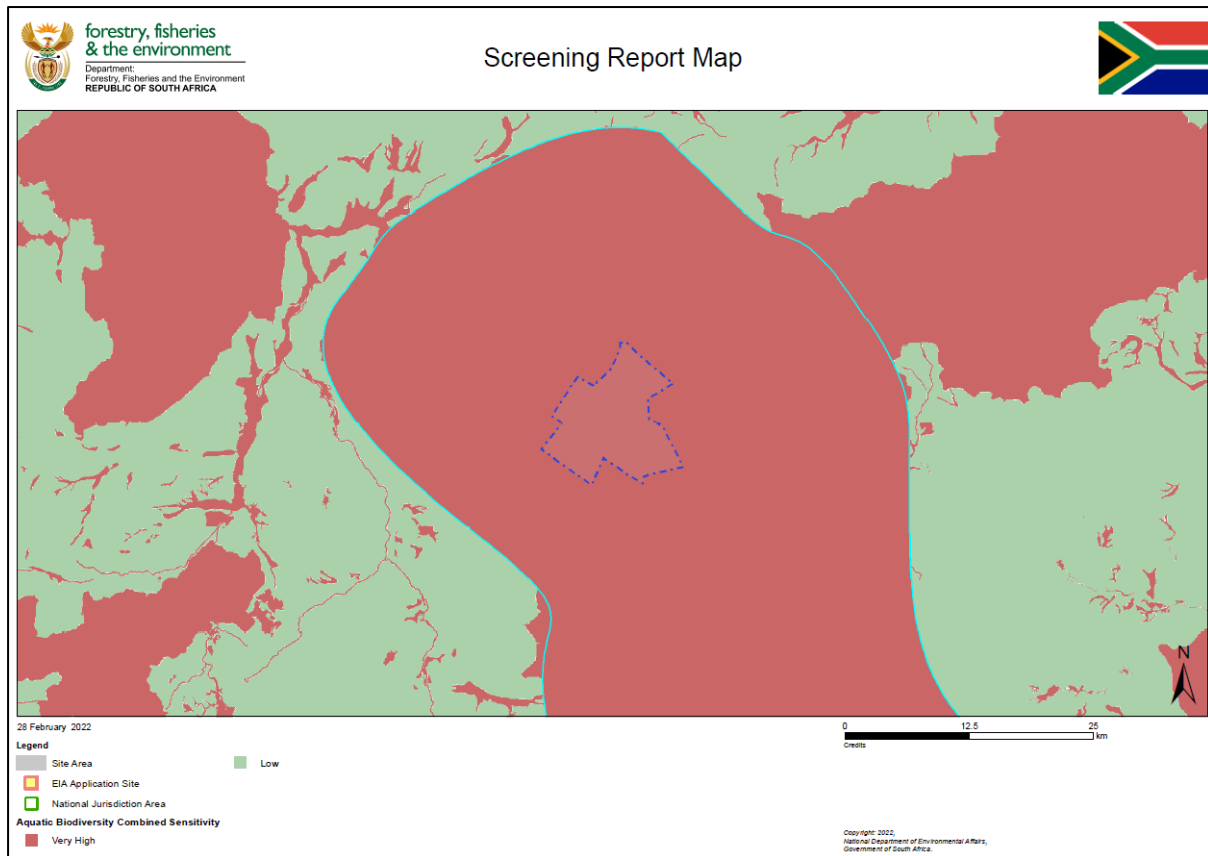 forestry, fisheries
& the environment
Department:
Forestry, Fisheries and the Environment
REPUBLIC OF SOUTH AFRICA
Screening Report Map
N
28 February 2022
0 12.5 25
km
Credits
Legend
Site Area
Low
EIA Application Site
National Jurisdiction Area
Aquatic Biodiversity Combined Sensitivity
Very High
Copyright: 2022,
National Department of Environmental Affairs,
Government of South Africa.